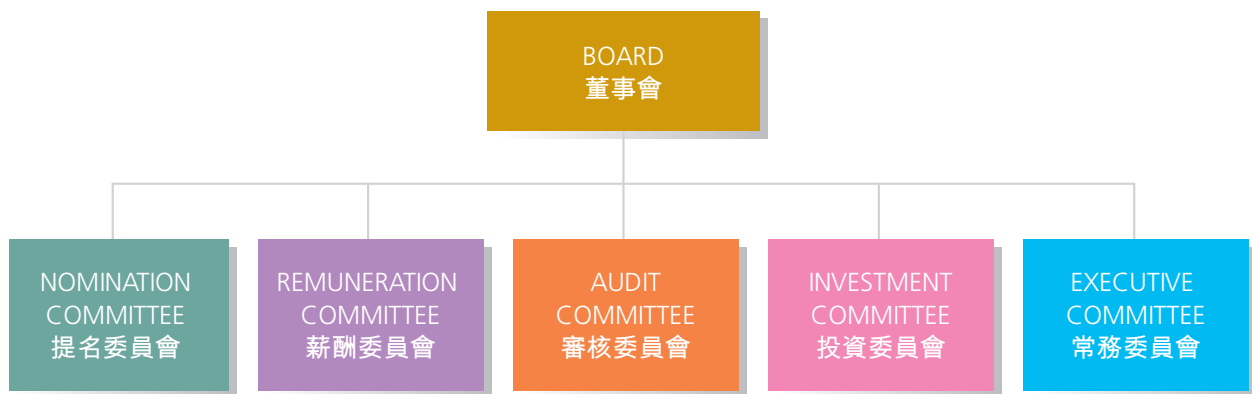 BOARD
董事會
NOMINATION
COMMITTEE
提名委員會
REMUNERATION
COMMITTEE
薪酬委員會
AUDIT
COMMITTEE
審核委員會
INVESTMENT
COMMITTEE
投資委員會
EXECUTIVE
COMMITTEE
常務委員會